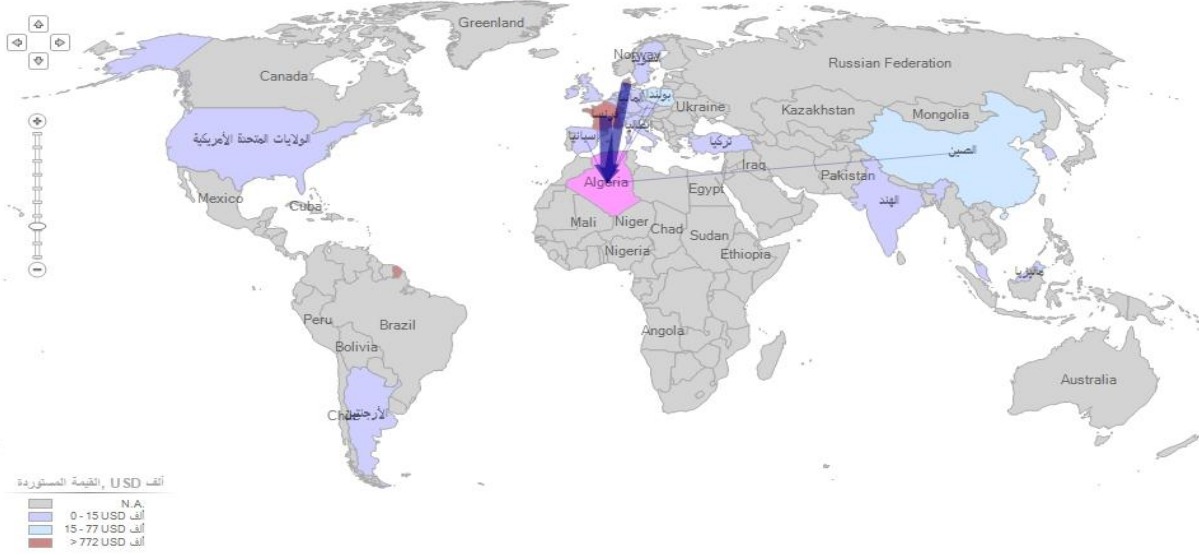 Greenland
Norway
السويد
Russian Federation
Canada
بولندا
Ukraine
Kazakhstan
Mongolia
الولايات المتحدة الأمريكية
تركيا
الصين
Iraq
Pakistan
Algeria
Egypt
Mexico
Cuba
الهند
Mali
Niger
Chad
Sudan
Nigeria
Ethiopia
ماليزيا
Peru
Brazil
Angola
Bolivia
Australia
الأرجنتين
ألف USD ,القيمة المستوردة
N.A.
0 - 15 USD ألف
15 - 77 USD ألف
> 772 USD ألف